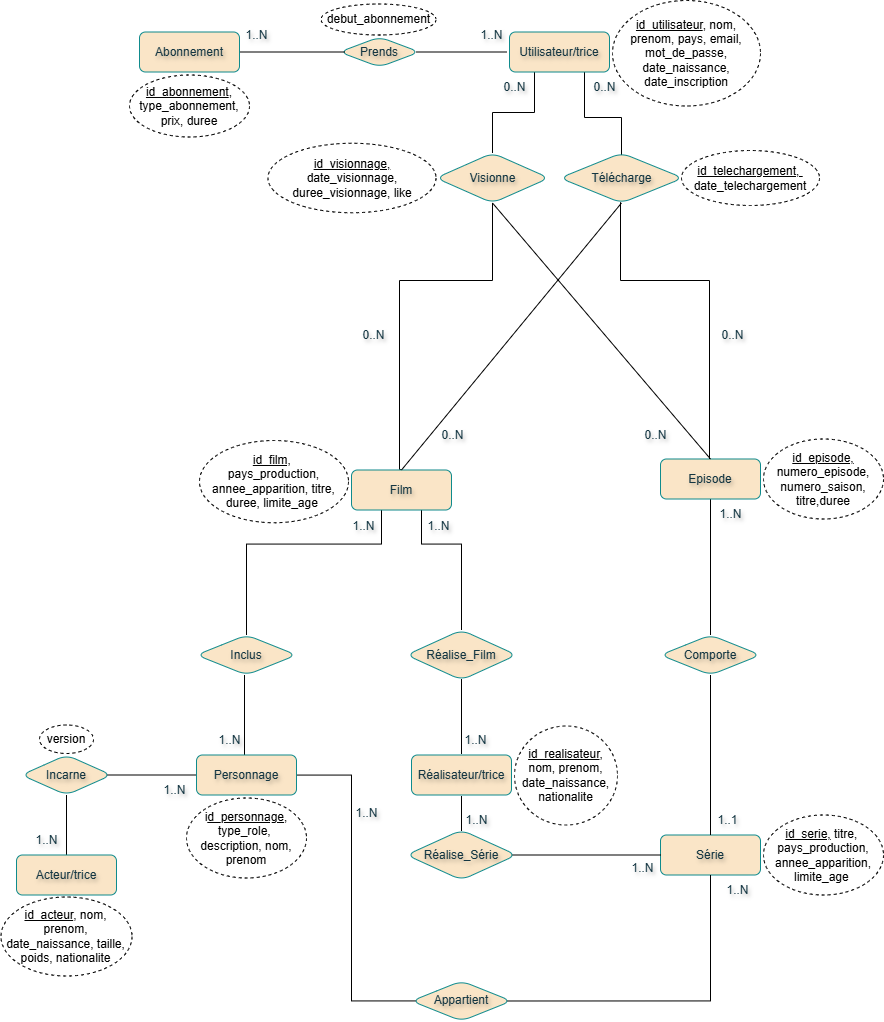 debut_abonnement
1..N
1..N
Abonnement
Prends
Utilisateur/trice
id_utilisateur, nom,
prenom, pays, email,
mot_de_passe,
date_naissance,
date_inscription
id_abonnement,
type_abonnement,
prix, duree
0..N
0..N
id_visionnage,
date_visionnage,
duree_visionnage, like
Visionne
Télécharge
id_telechargement,
date_telechargement
0..N
0..N
0..N
0..N
id_film,
pays_production,
annee_apparition, titre,
duree, limite_age
Film
Episode
id_episode,
numero_episode,
numero_saison,
titre,duree
1..N
1..N
1..N
Inclus
Réalise_Film
Comporte
1..N
1..N
version
Incarne
Personnage
Réalisateur/trice
id_realisateur,
nom, prenom,
date_naissance,
nationalite
1..N
id_personnage,
type_role,
description, nom,
prenom
1..N
1..N
1..1
1..N
Acteur/trice
Réalise_Série
Série
id_serie, titre,
pays_production,
annee_apparition,
limite_age
1..N
1..N
id_acteur, nom,
prenom,
date_naissance, taille,
poids, nationalite
Appartient